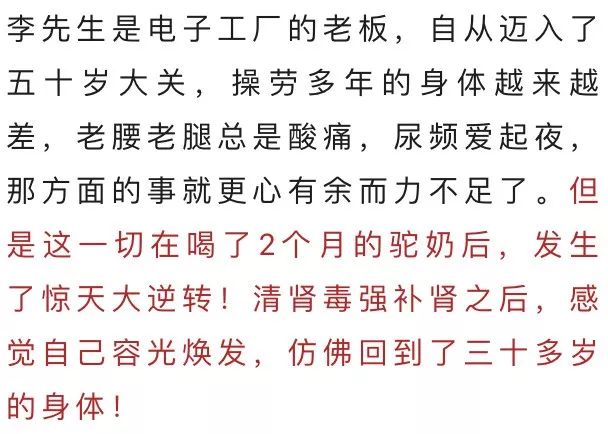 李先生是电子工厂的老板，自从迈入了
五十岁大关，操劳多年的身体越来越
差，老腰老腿总是酸痛，尿频爱起夜，
那方面的事就更心有余而力不足了。但
是这一切在喝了2个月的驼奶后，发生
了惊天大逆转！清肾毒强补肾之后，感
觉自己容光焕发，仿佛回到了三十多岁
的身体！